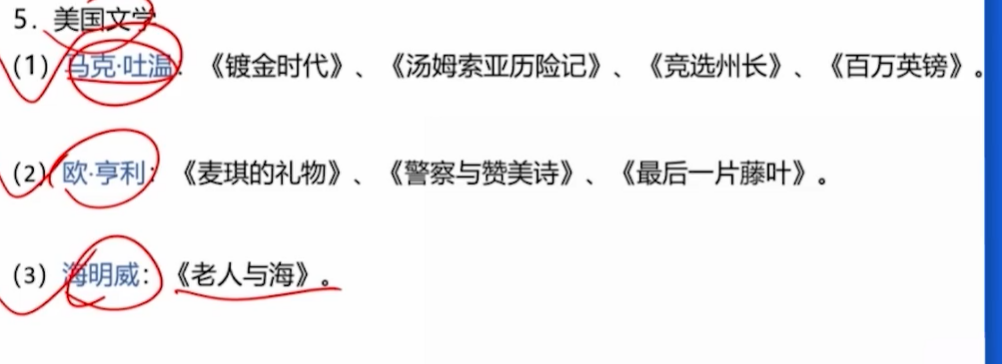 5. 美国文学
(1) 马克·吐温:《镀金时代》、《汤姆索亚历险记》、《竞选州长》、《百万英镑》。
(2) 欧·亨利:《麦琪的礼物》、《警察与赞美诗》、《最后一片藤叶》。
(3) 海明威:《老人与海》。